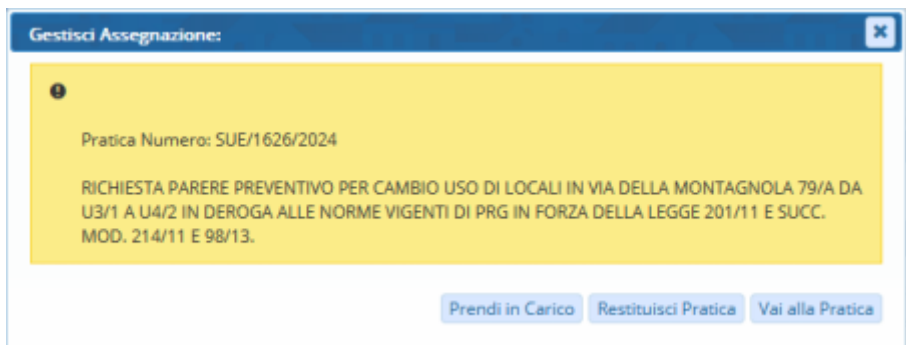 Gestisci Assegnazione:
Pratica Numero: SUE/1626/2024
RICHIESTA PARERE PREVENTIVO PER CAMBIO USO DI LOCALI IN VIA DELLA MONTAGNOLA 79/A DA
U3/1 A U4/2 IN DEROGA ALLE NORME VIGENTI DI PRG IN FORZA DELLA LEGGE 201/11 E SUCC.
MOD. 214/11 E 98/13.
Prendi in Carico Restituisci Pratica Vai alla Pratica